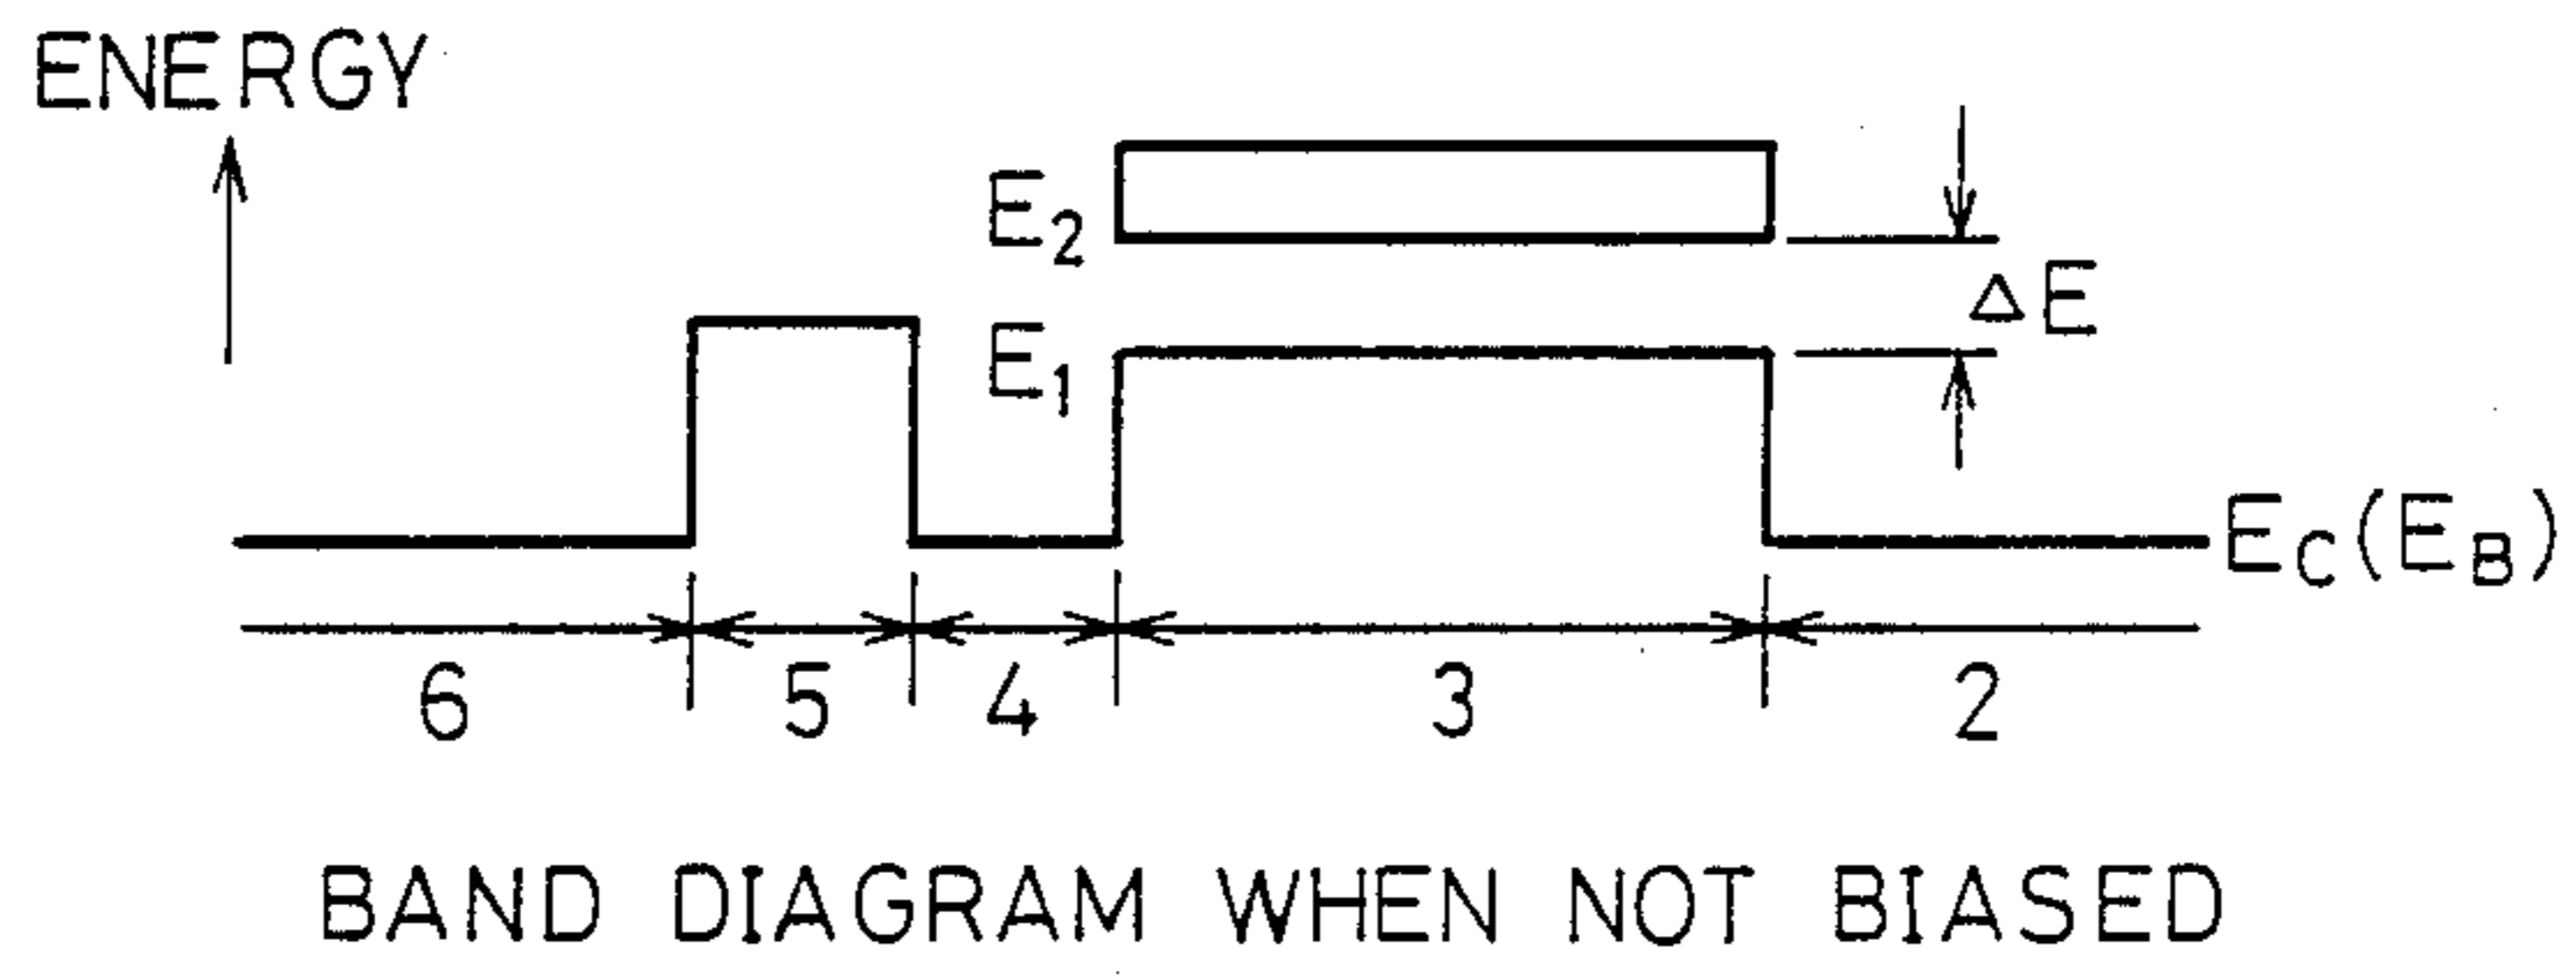 ENERGY
E2
ΔE
E1
EC(EB)
6 5 4 3 2
BAND DIAGRAM WHEN NOT BIASED